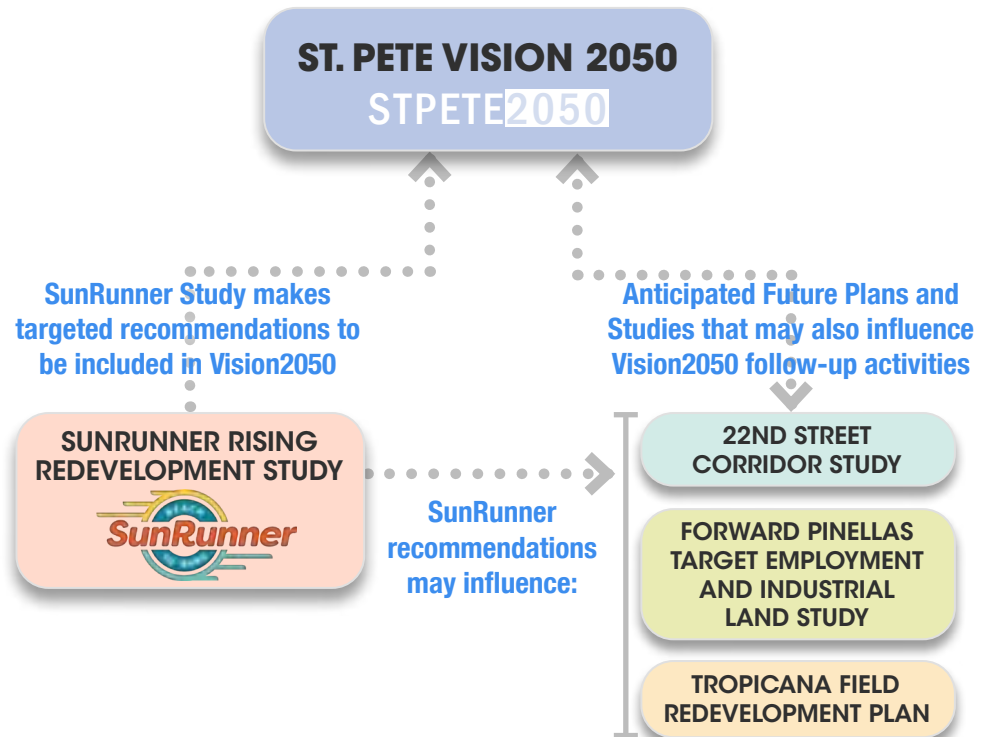 ST. PETE VISION 2050
STPETE2050
SunRunner Study makes
targeted recommendations to
be included in Vision2050
Anticipated Future Plans and
Studies that may also influence
Vision2050 follow-up activities
SUNRUNNER RISING
REDEVELOPMENT STUDY
SunRunner
SunRunner
recommendations
may influence:
22ND STREET
CORRIDOR STUDY
FORWARD PINELLAS
TARGET EMPLOYMENT
AND INDUSTRIAL
LAND STUDY
TROPICANA FIELD
REDEVELOPMENT PLAN